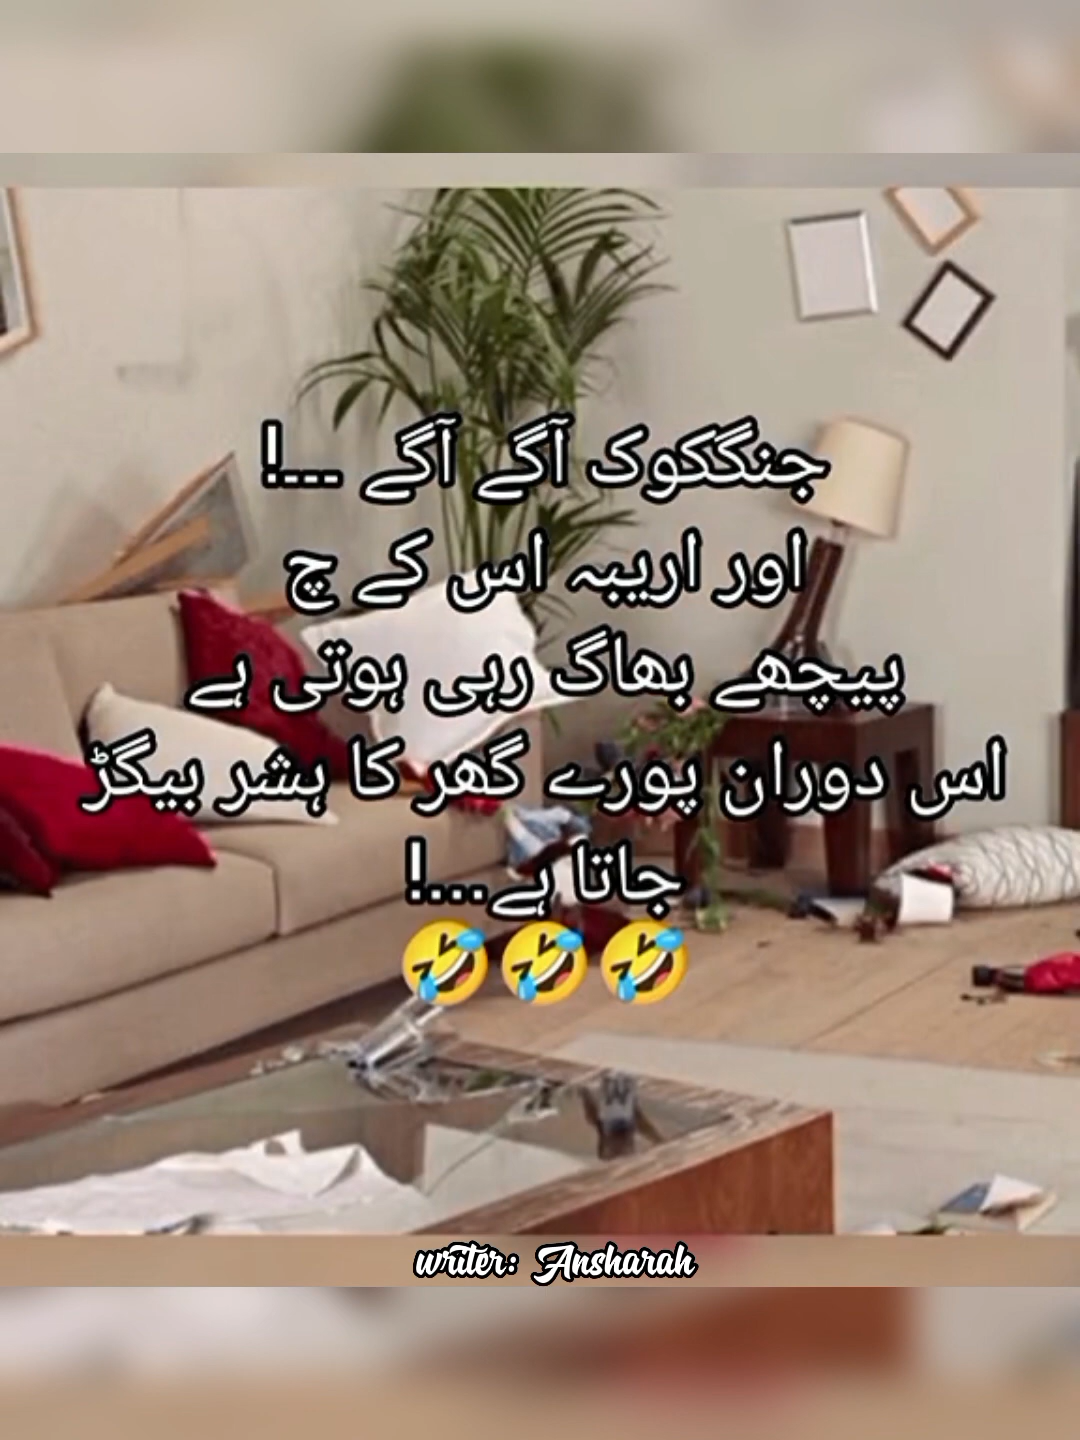 جنگکوک آگے آگے ---!
اور اریبہ اس کے چ
پیچھے بھاگ رہی ہوتی ہے
اس دوران پورے گھر کا ہشر بیگڑ
جاتا ہے...!
🤣🤣🤣
writer: Ansharah